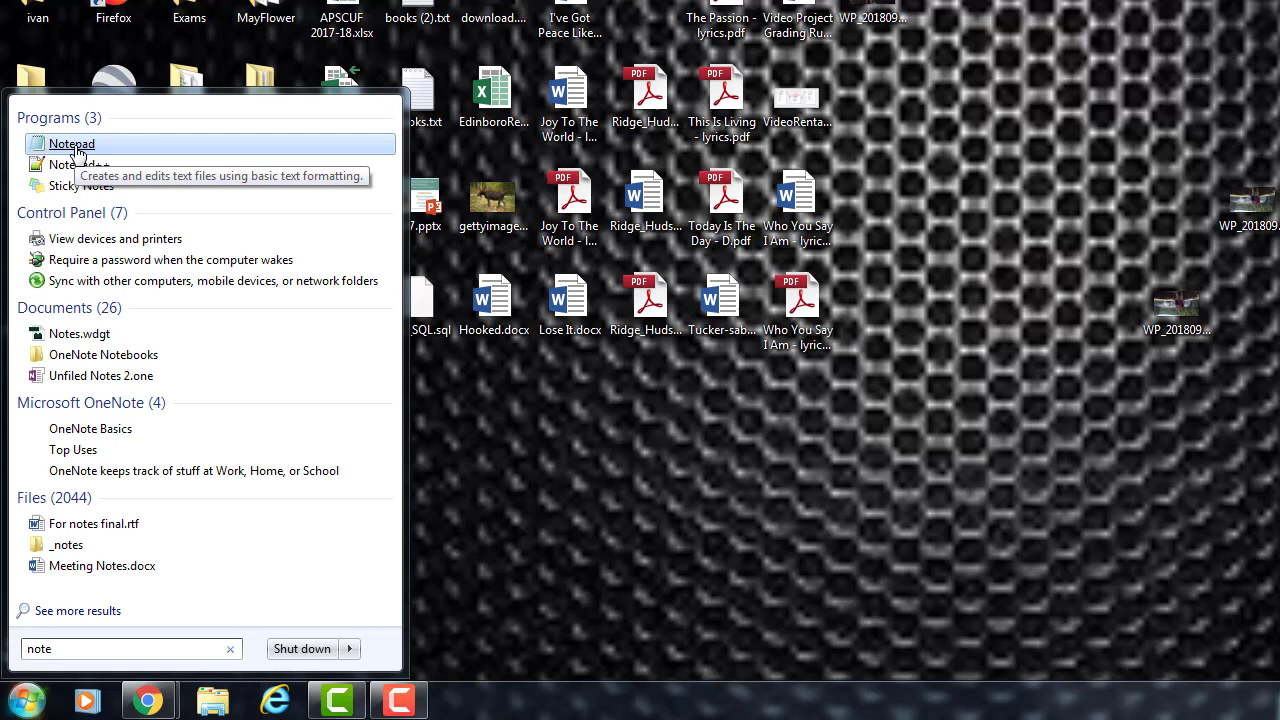 ivan
Firefox
Exams
MayFlower
APSCUF
2017-18.xlsx
books (2).txt
download....
I've Got
Peace Like...
The Passion -
lyrics.pdf
Video Project
Grading Ru...
WP_201809...
oks.txt
EdinboroRe...
Joy To The
World - l...
PDF
Ridge_Hud...
PDF
This Is Living
- lyrics.pdf
VideoRenta...
7.pptx
gettyimage...
Joy To The
World - l...
Ridge_Huds...
PDF
Today Is The
Day - D.pdf
Who You Say
I Am - lyric...
WP_201809...
_SQL.sql
Hooked.docx
Lose It.docx
PDF
Ridge_Huds...
Tucker-sab...
PDF
Who You Say
I Am - lyric...
WP_201809...
Programs (3)
Notepad
Creates and edits text files using basic text formatting.
Sticky Notes
Control Panel (7)
View devices and printers
Require a password when the computer wakes
Sync with other computers, mobile devices, or network folders
Documents (26)
Notes.wdgt
OneNote Notebooks
Unfiled Notes 2.one
Microsoft OneNote (4)
OneNote Basics
Top Uses
OneNote keeps track of stuff at Work, Home, or School
Files (2044)
For notes final.rtf
_notes
Meeting Notes.docx
See more results
note
Shut down